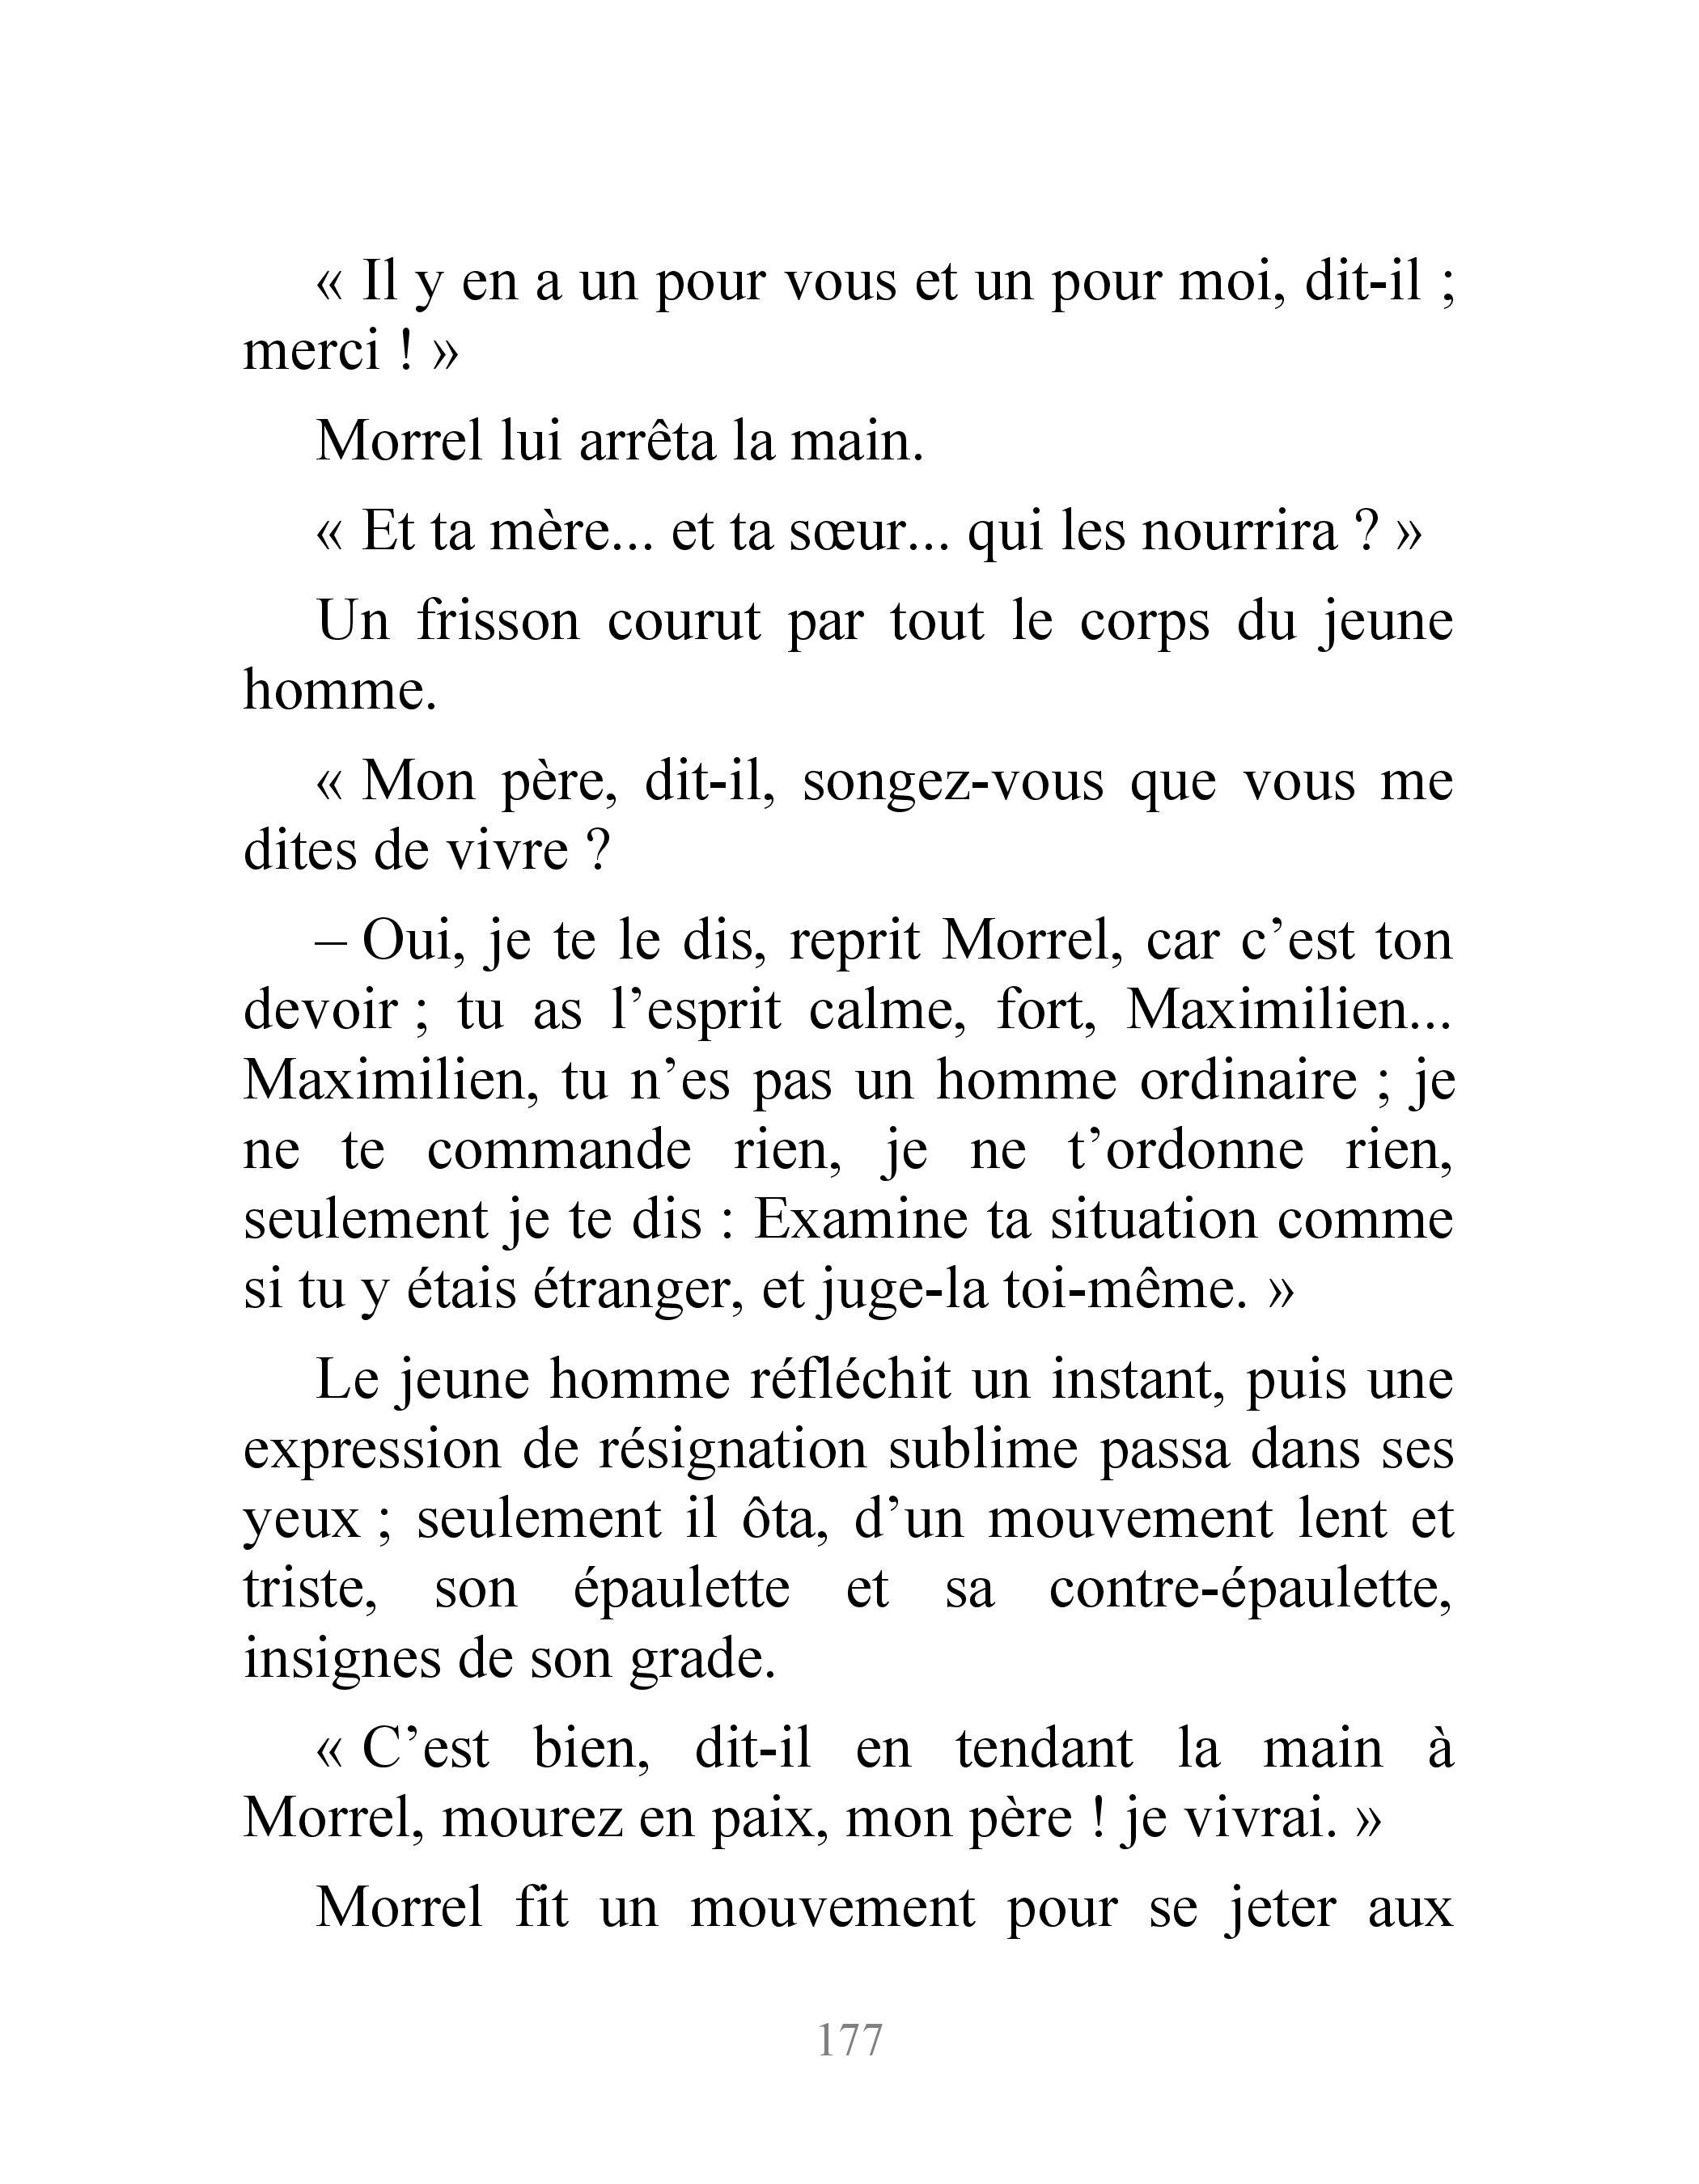 « Il y en a un pour vous et un pour moi, dit-il ;
merci ! »
Morrel lui arrêta la main.
« Et ta mère... et ta sœur... qui les nourrira ? »
Un frisson courut par tout le corps du jeune
homme.
« Mon père, dit-il, songez-vous que vous me
dites de vivre ?
– Oui, je te le dis, reprit Morrel, car c’est ton
devoir ; tu as l’esprit calme, fort, Maximilien...
Maximilien, tu n’es pas un homme ordinaire ; je
ne te commande rien, je ne t’ordonne rien,
seulement je te dis : Examine ta situation comme
si tu y étais étranger, et juge-la toi-même. »
Le jeune homme réfléchit un instant, puis une
expression de résignation sublime passa dans ses
yeux ; seulement il ôta, d’un mouvement lent et
triste, son épaulette et sa contre-épaulette,
insignes de son grade.
« C’est bien, dit-il en tendant la main à
Morrel, mourez en paix, mon père ! je vivrai. »
Morrel fit un mouvement pour se jeter aux
177